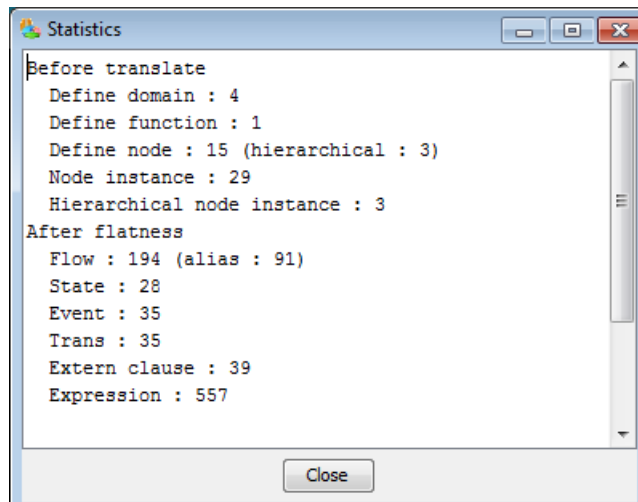 Statistics
Before translate
Define domain : 4
Define function : 1
Define node : 15 (hierarchical : 3)
Node instance : 29
Hierarchical node instance : 3
After flatness
Flow : 194 (alias : 91)
State : 28
Event : 35
Trans : 35
Extern clause : 39
Expression : 557
Close